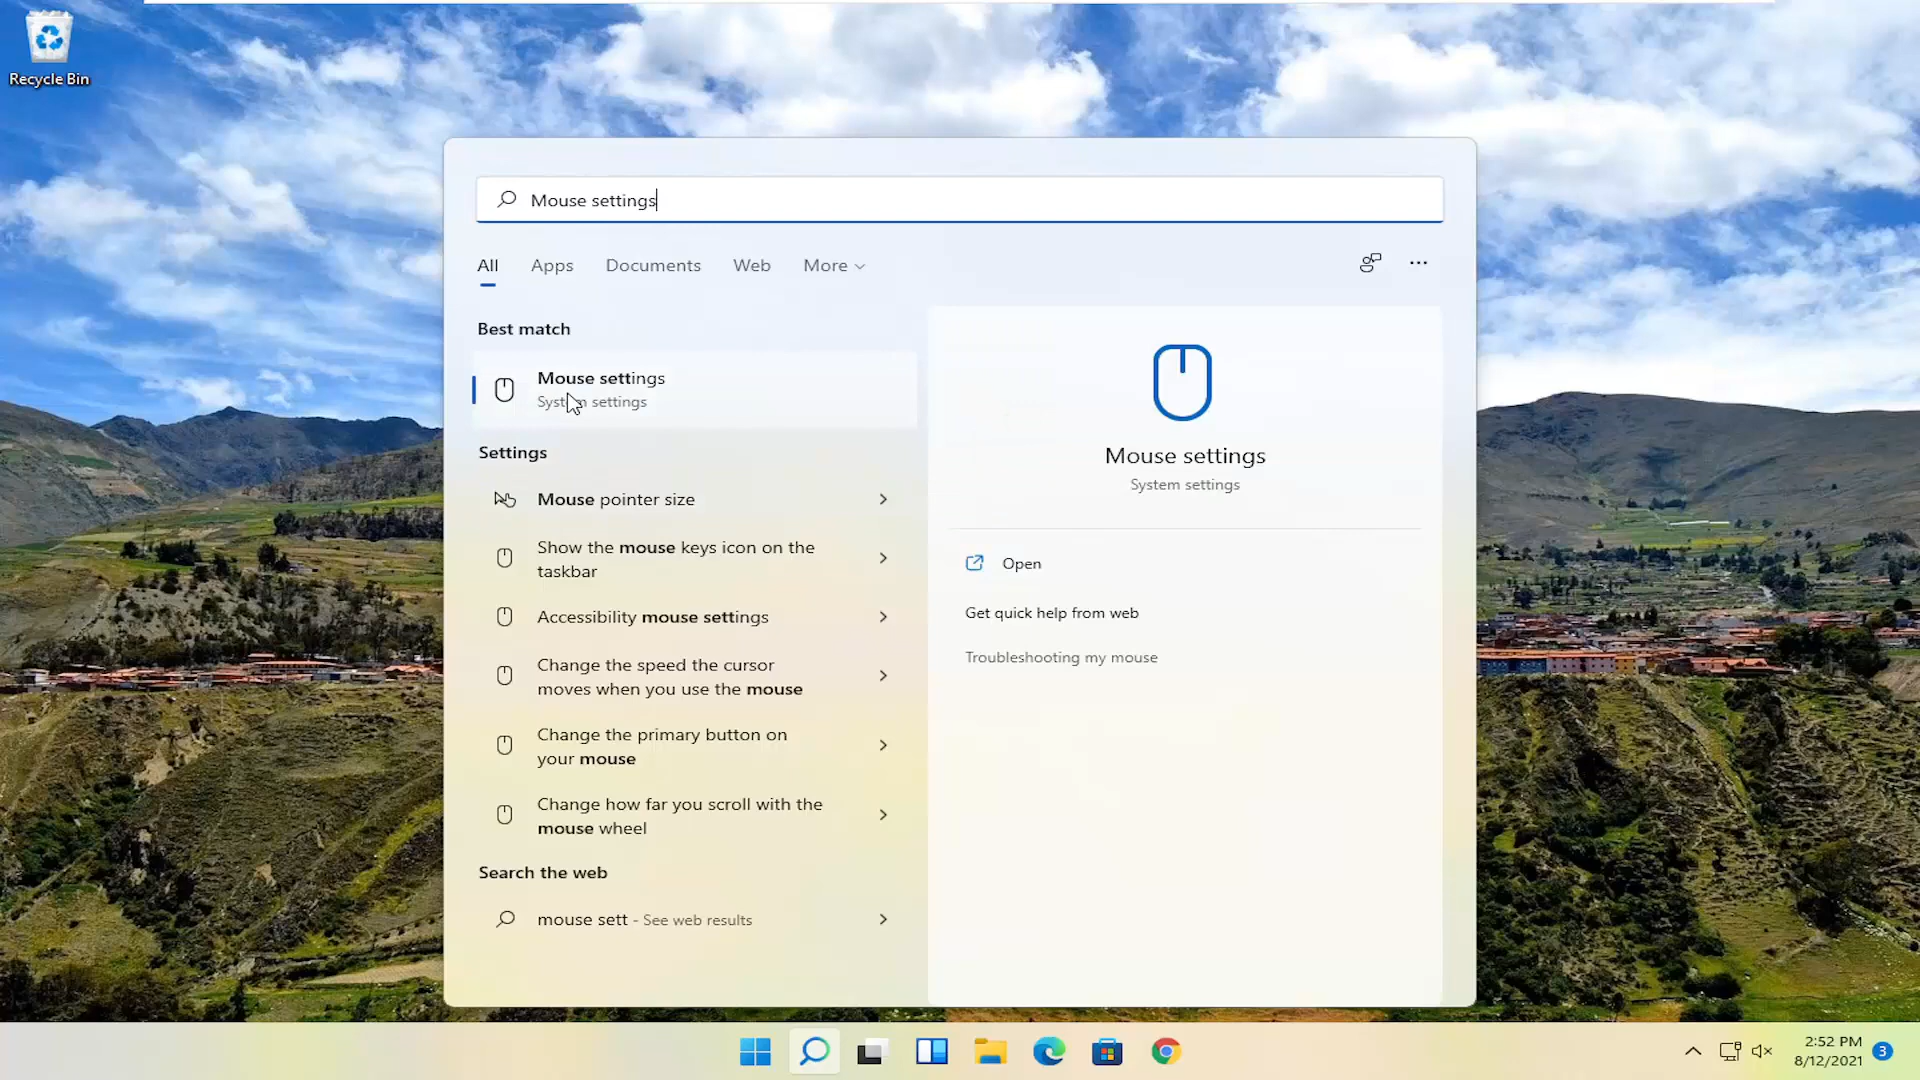 Recycle Bin
Mouse settings
All Apps Documents Web More
Best match
Mouse settings
System settings
Settings
Mouse pointer size
Show the mouse keys icon on the
taskbar
Accessibility mouse settings
Change the speed the cursor
moves when you use the mouse
Change the primary button on
your mouse
Change how far you scroll with the
mouse wheel
Search the web
mouse sett - See web results
Mouse settings
System settings
Open
Get quick help from web
Troubleshooting my mouse
2:52 PM
8/12/2021
3